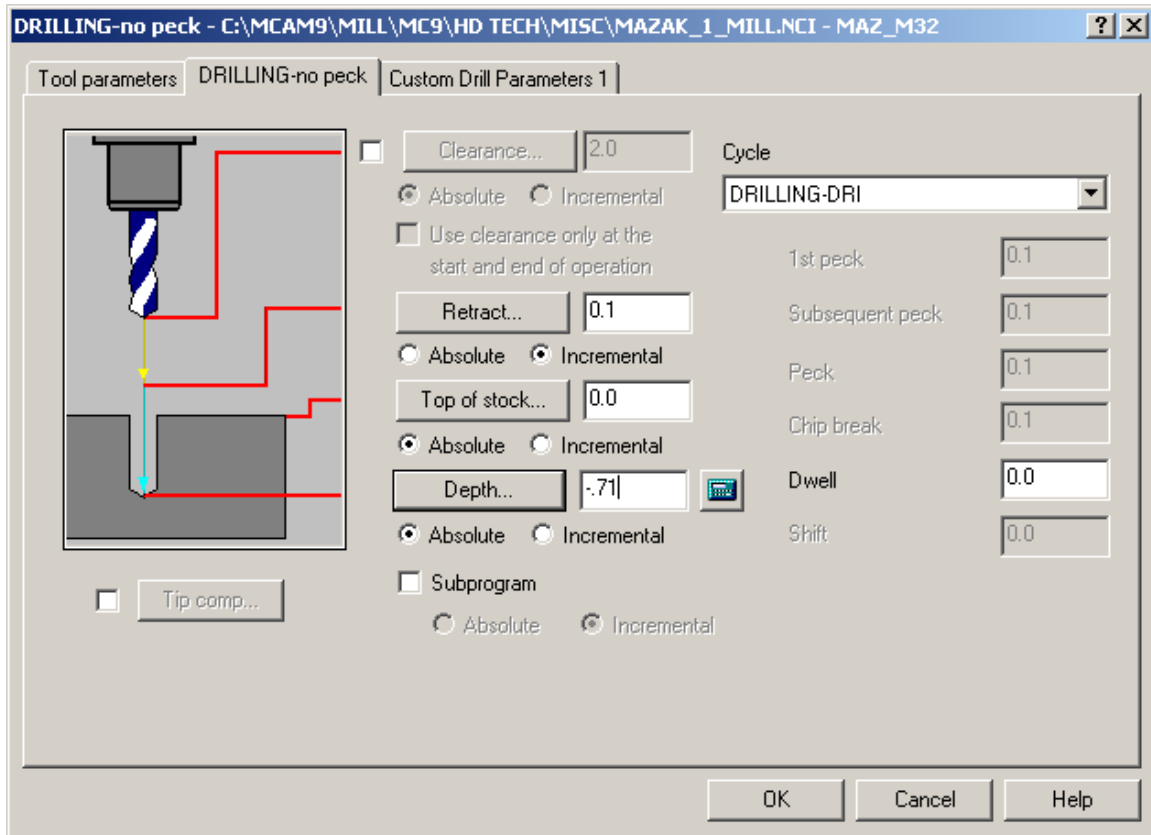 DRILLING-no peck - C:\MCAM9\MILL\MC9\HD TECH\MISC\MAZAK_1_MILL.NCI - MAZ_M32
Tool parameters DRILLING-no peck Custom Drill Parameters 1
Clearance... 2.0
Absolute Incremental
Use clearance only at the
start and end of operation
Retract... 0.1
Absolute Incremental
Top of stock... 0.0
Absolute Incremental
Depth... -.71
Absolute Incremental
Subprogram
Absolute Incremental
Tip comp...
Cycle
DRILLING-DRI
1st peck 0.1
Subsequent peck 0.1
Peck 0.1
Chip break 0.1
Dwell 0.0
Shift 0.0
OK Cancel Help